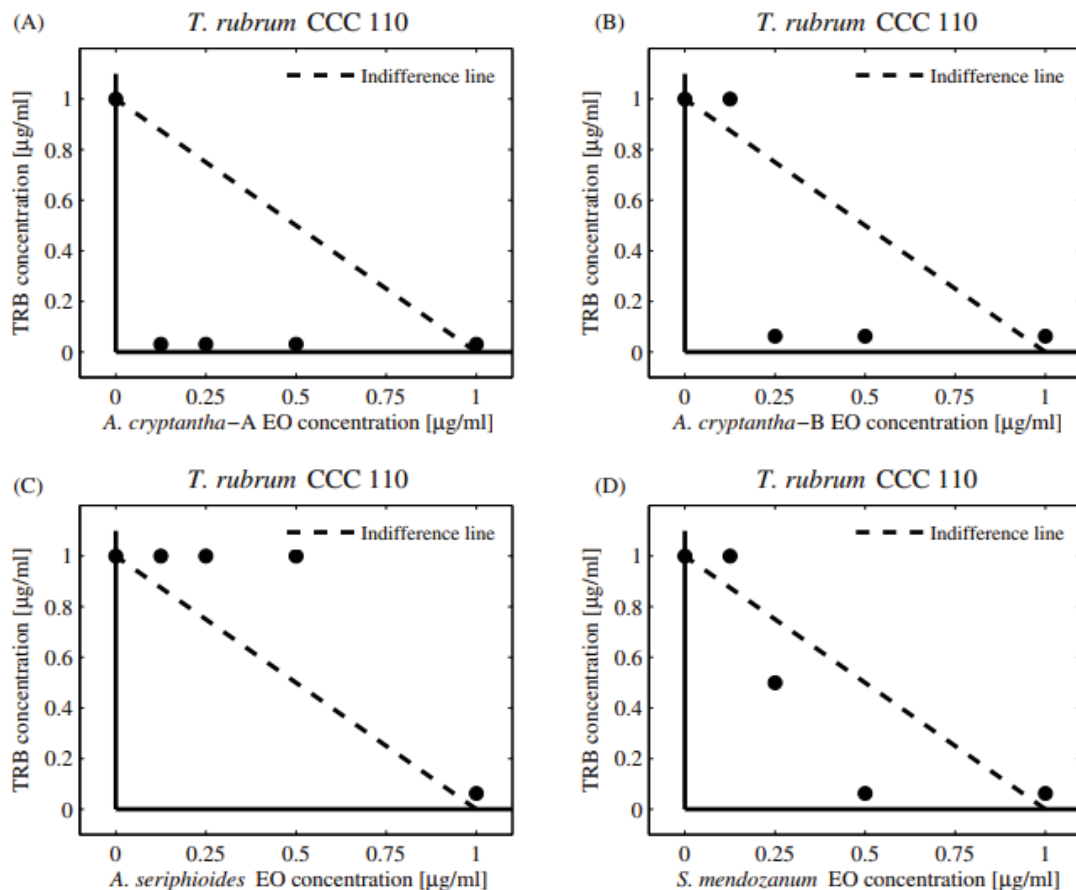 (A)
T. rubrum CCC 110
Indifference line
TRB concentration [μg/ml]
1
0.8
0.6
0.4
0.2
0
0 0.25 0.5 0.75 1
A. cryptantha−A EO concentration [μg/ml]
(B)
T. rubrum CCC 110
Indifference line
TRB concentration [μg/ml]
1
0.8
0.6
0.4
0.2
0
0 0.25 0.5 0.75 1
A. cryptantha−B EO concentration [μg/ml]
(C)
T. rubrum CCC 110
Indifference line
TRB concentration [μg/ml]
1
0.8
0.6
0.4
0.2
0
0 0.25 0.5 0.75 1
A. seriphioides EO concentration [μg/ml]
(D)
T. rubrum CCC 110
Indifference line
TRB concentration [μg/ml]
1
0.8
0.6
0.4
0.2
0
0 0.25 0.5 0.75 1
S. mendozanum EO concentration [μg/ml]